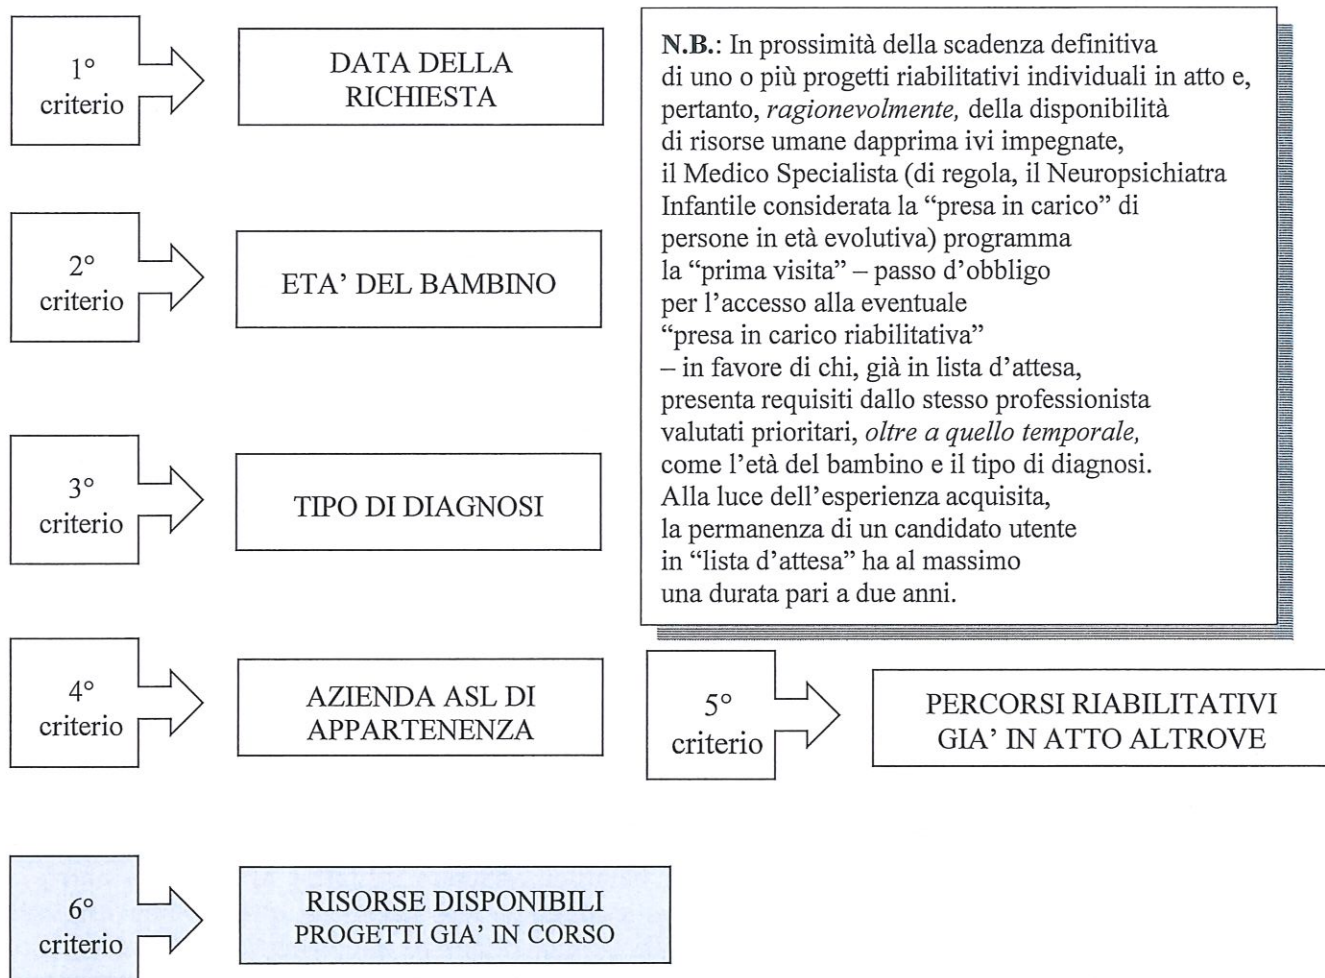 1°
criterio
DATA DELLA
RICHIESTA
N.B.: In prossimità della scadenza definitiva
di uno o più progetti riabilitativi individuali in atto e,
pertanto, ragionevolmente, della disponibilità
di risorse umane dapprima ivi impegnate,
il Medico Specialista (di regola, il Neuropsichiatra
Infantile considerata la “presa in carico” di
persone in età evolutiva) programma
la “prima visita” – passo d’obbligo
per l’accesso alla eventuale
“presa in carico riabilitativa”
– in favore di chi, già in lista d’attesa,
presenta requisiti dallo stesso professionista
valutati prioritari, oltre a quello temporale,
come l’età del bambino e il tipo di diagnosi.
Alla luce dell’esperienza acquisita,
la permanenza di un candidato utente
in “lista d’attesa” ha al massimo
una durata pari a due anni.
2°
criterio
ETA’ DEL BAMBINO
3°
criterio
TIPO DI DIAGNOSI
4°
criterio
AZIENDA ASL DI
APPARTENENZA
5°
criterio
PERCORSI RIABILITATIVI
GIA’ IN ATTO ALTROVE
6°
criterio
RISORSE DISPONIBILI
PROGETTI GIA’ IN CORSO